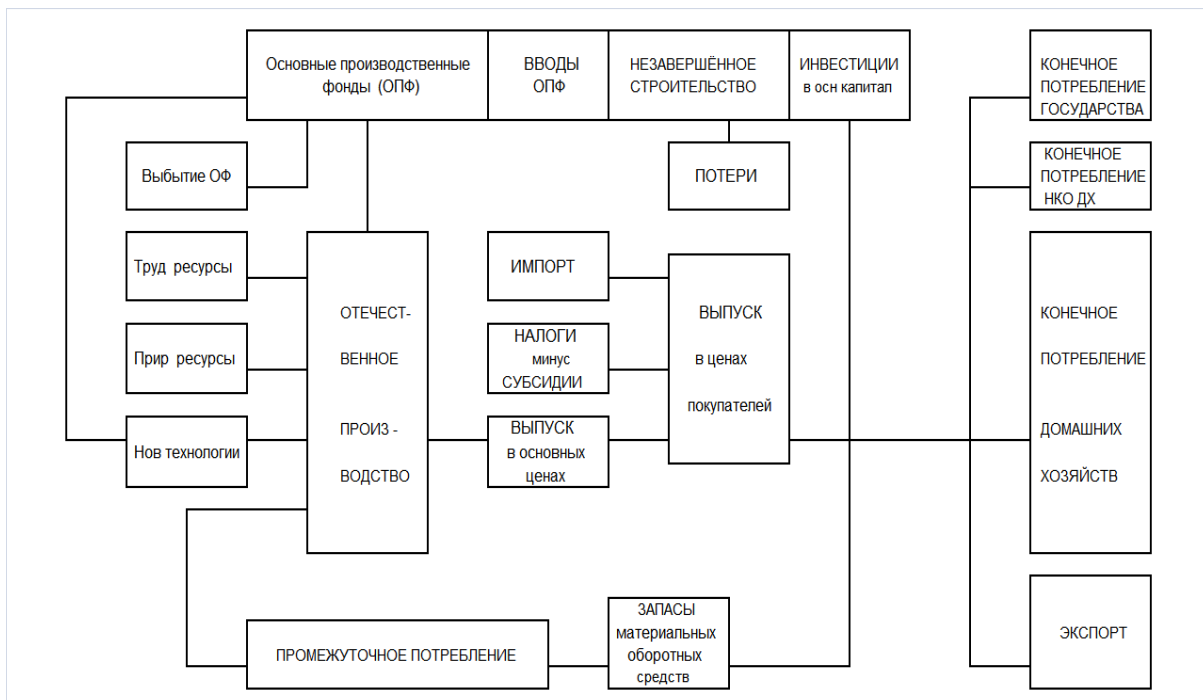 Основные производственные
фонды (ОПФ)
ВВОДЫ
ОПФ
НЕЗАВЕРШЁННОЕ
СТРОИТЕЛЬСТВО
ИНВЕСТИЦИИ
в осн капитал
КОНЕЧНОЕ
ПОТРЕБЛЕНИЕ
ГОСУДАРСТВА
Выбытие ОФ
ПОТЕРИ
КОНЕЧНОЕ
ПОТРЕБЛЕНИЕ
НКО ДХ
Труд ресурсы
Прир ресурсы
Нов технологии
ОТЕЧЕСТ-
ВЕННОЕ
ПРОИЗ -
ВОДСТВО
ИМПОРТ
НАЛОГИ
минус
СУБСИДИИ
ВЫПУСК
в основных
ценах
ВЫПУСК
в ценах
покупателей
КОНЕЧНОЕ
ПОТРЕБЛЕНИЕ
ДОМАШНИХ
ХОЗЯЙСТВ
ПРОМЕЖУТОЧНОЕ ПОТРЕБЛЕНИЕ
ЗАПАСЫ
материальных
оборотных
средств
ЭКСПОРТ